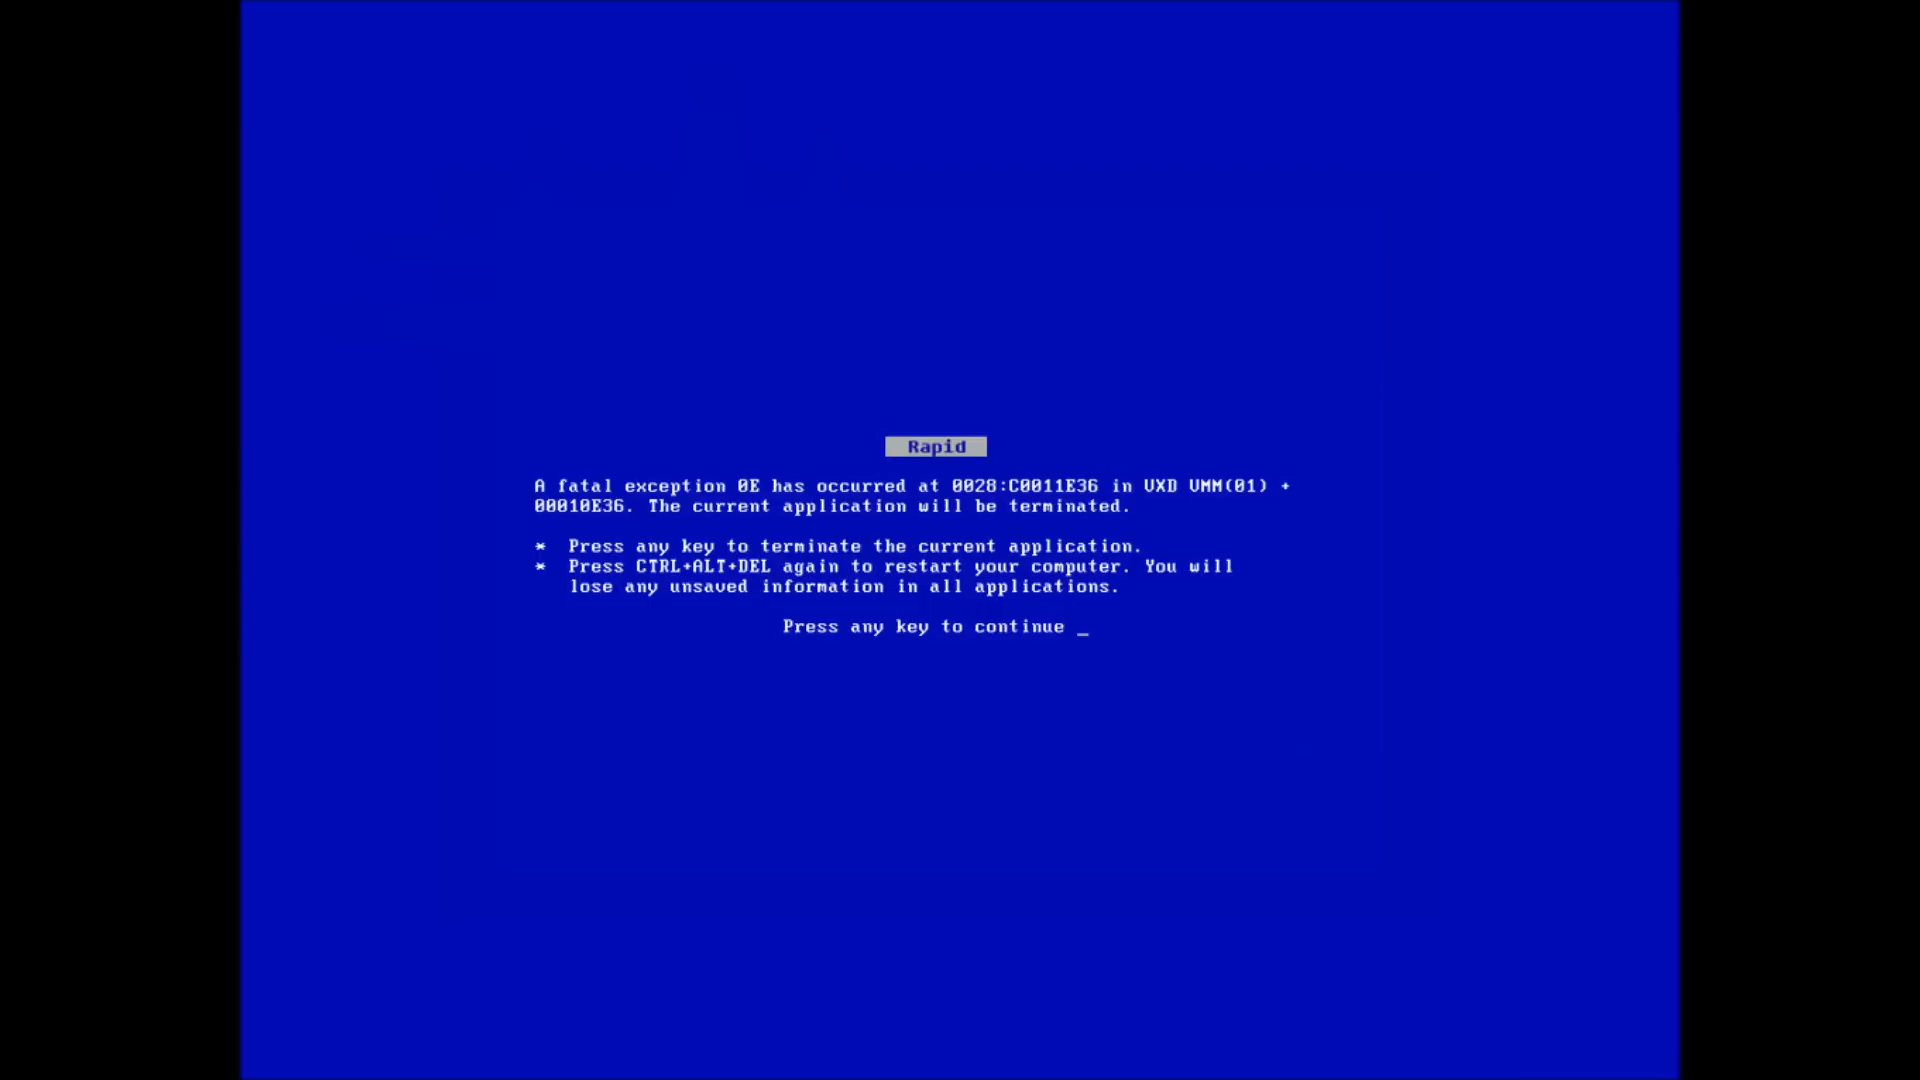 Rapid
A fatal exception 0E has occurred at 0028:C0011E36 in VXD VMM(01) +
00010E36. The current application will be terminated.
* Press any key to terminate the current application.
* Press CTRL+ALT+DEL again to restart your computer. You will
lose any unsaved information in all applications.
Press any key to continue _